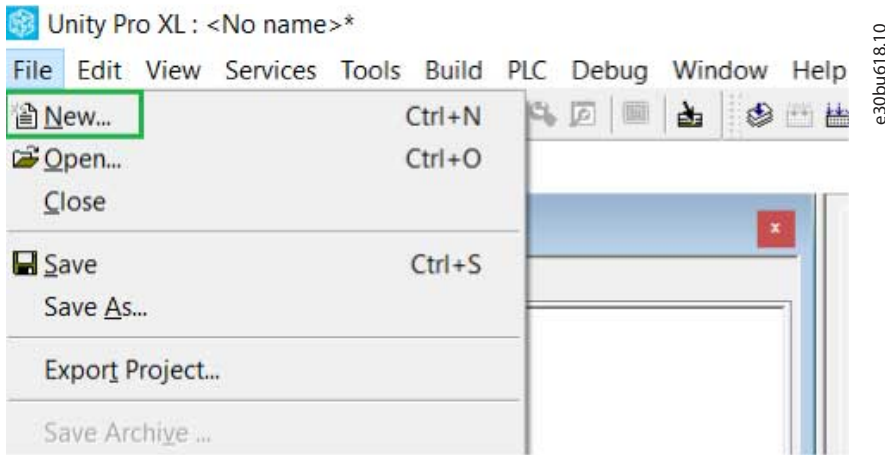 Unity Pro XL : <No name>*
File Edit View Services Tools Build PLC Debug Window Help
New... Ctrl+N
Open... Ctrl+O
Close
Save Ctrl+S
Save As...
Export Project...
Save Archive ...
e30bu618.10